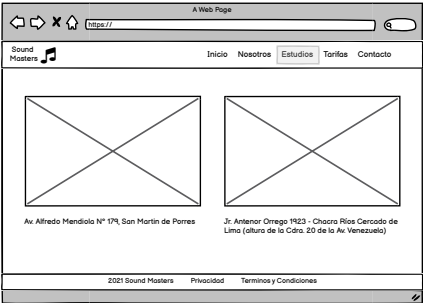 A Web Page
https://
Sound
Masters
Inicio Nosotros Estudios Tarifas Contacto
Av. Alfredo Mendiola N° 179, San Martin de Porres
Jr. Antenor Orrego 1923 - Chacra Ríos Cercado de
Lima (altura de la Cdra. 20 de la Av. Venezuela)
2021 Sound Masters Privacidad Terminos y Condiciones